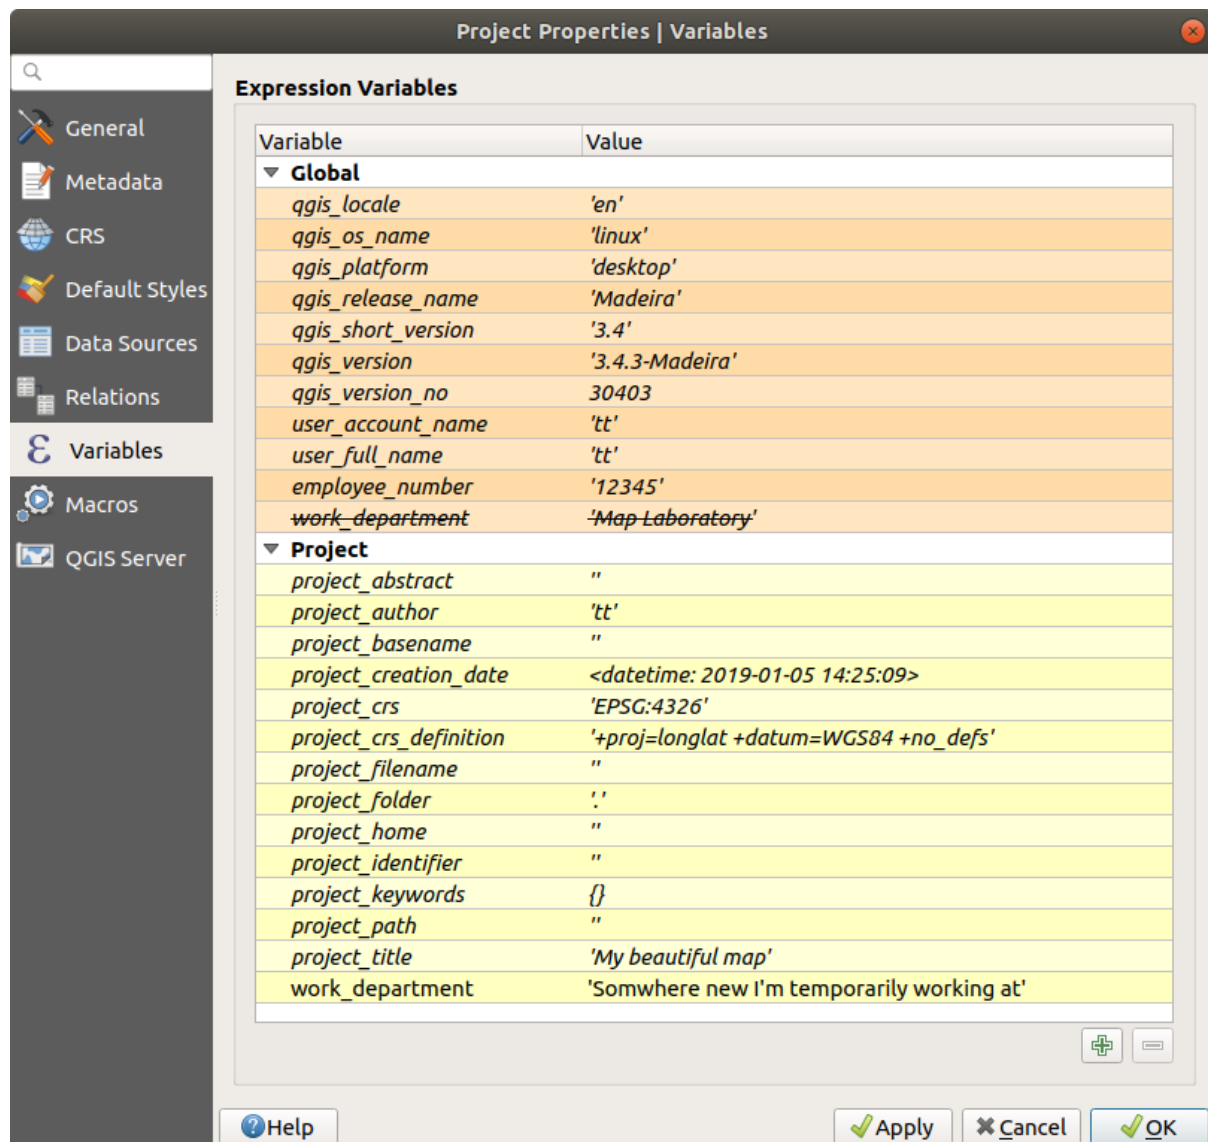 Project Properties | Variables
General
Metadata
CRS
Default Styles
Data Sources
Relations
Variables
Macros
QGIS Server
Expression Variables
Variable Value
Global
qgis_locale 'en'
qgis_os_name 'linux'
qgis_platform 'desktop'
qgis_release_name 'Madeira'
qgis_short_version '3.4'
qgis_version '3.4.3-Madeira'
qgis_version_no 30403
user_account_name 'tt'
user_full_name 'tt'
employee_number '12345'
work_department 'Map Laboratory'
Project
project_abstract ''
project_author 'tt'
project_basename ''
project_creation_date <datetime: 2019-01-05 14:25:09>
project_crs 'EPSG:4326'
project_crs_definition '+proj=longlat +datum=WGS84 +no_defs'
project_filename ''
project_folder '.'
project_home ''
project_identifier ''
project_keywords {}
project_path ''
project_title 'My beautiful map'
work_department 'Somwhere new I'm temporarily working at'
Help Apply Cancel OK